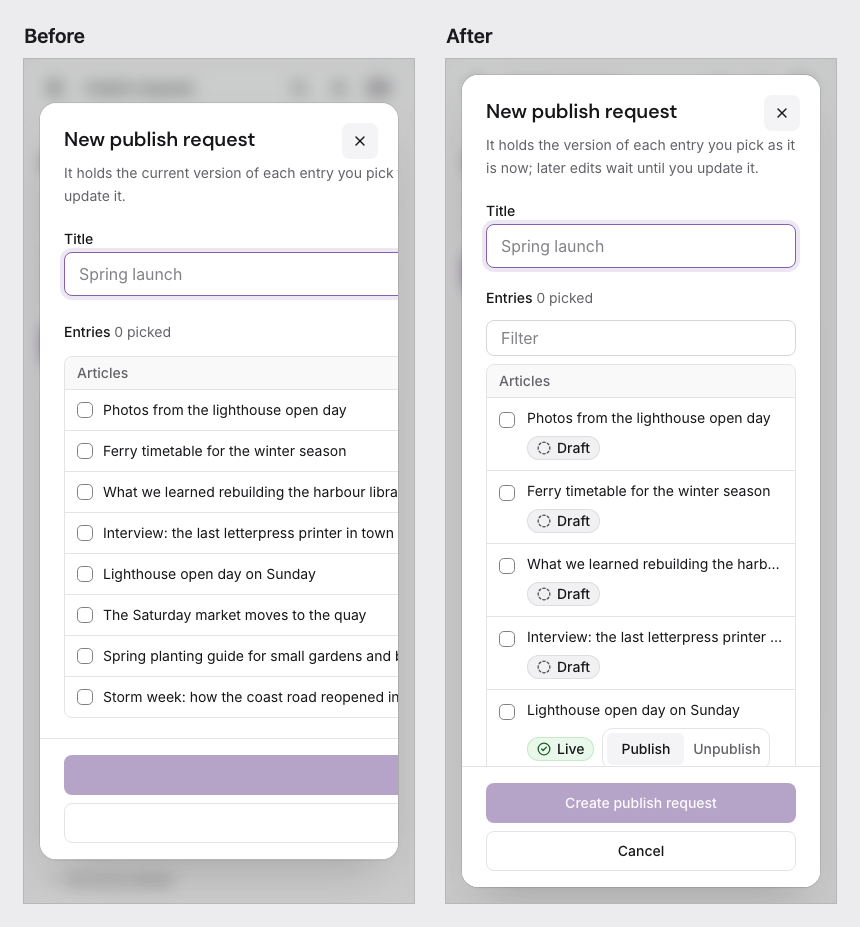 Before
New publish request
It holds the current version of each entry you pick
update it.
Title
Spring launch
Entries 0 picked
Articles
Photos from the lighthouse open day
Ferry timetable for the winter season
What we learned rebuilding the harbour libra
Interview: the last letterpress printer in town
Lighthouse open day on Sunday
The Saturday market moves to the quay
Spring planting guide for small gardens and
Storm week: how the coast road reopened in
After
New publish request
It holds the version of each entry you pick as it
is now; later edits wait until you update it.
Title
Spring launch
Entries 0 picked
Filter
Articles
Photos from the lighthouse open day
Draft
Ferry timetable for the winter season
Draft
What we learned rebuilding the harb...
Draft
Interview: the last letterpress printer ...
Draft
Lighthouse open day on Sunday
Live Publish Unpublish
Create publish request
Cancel